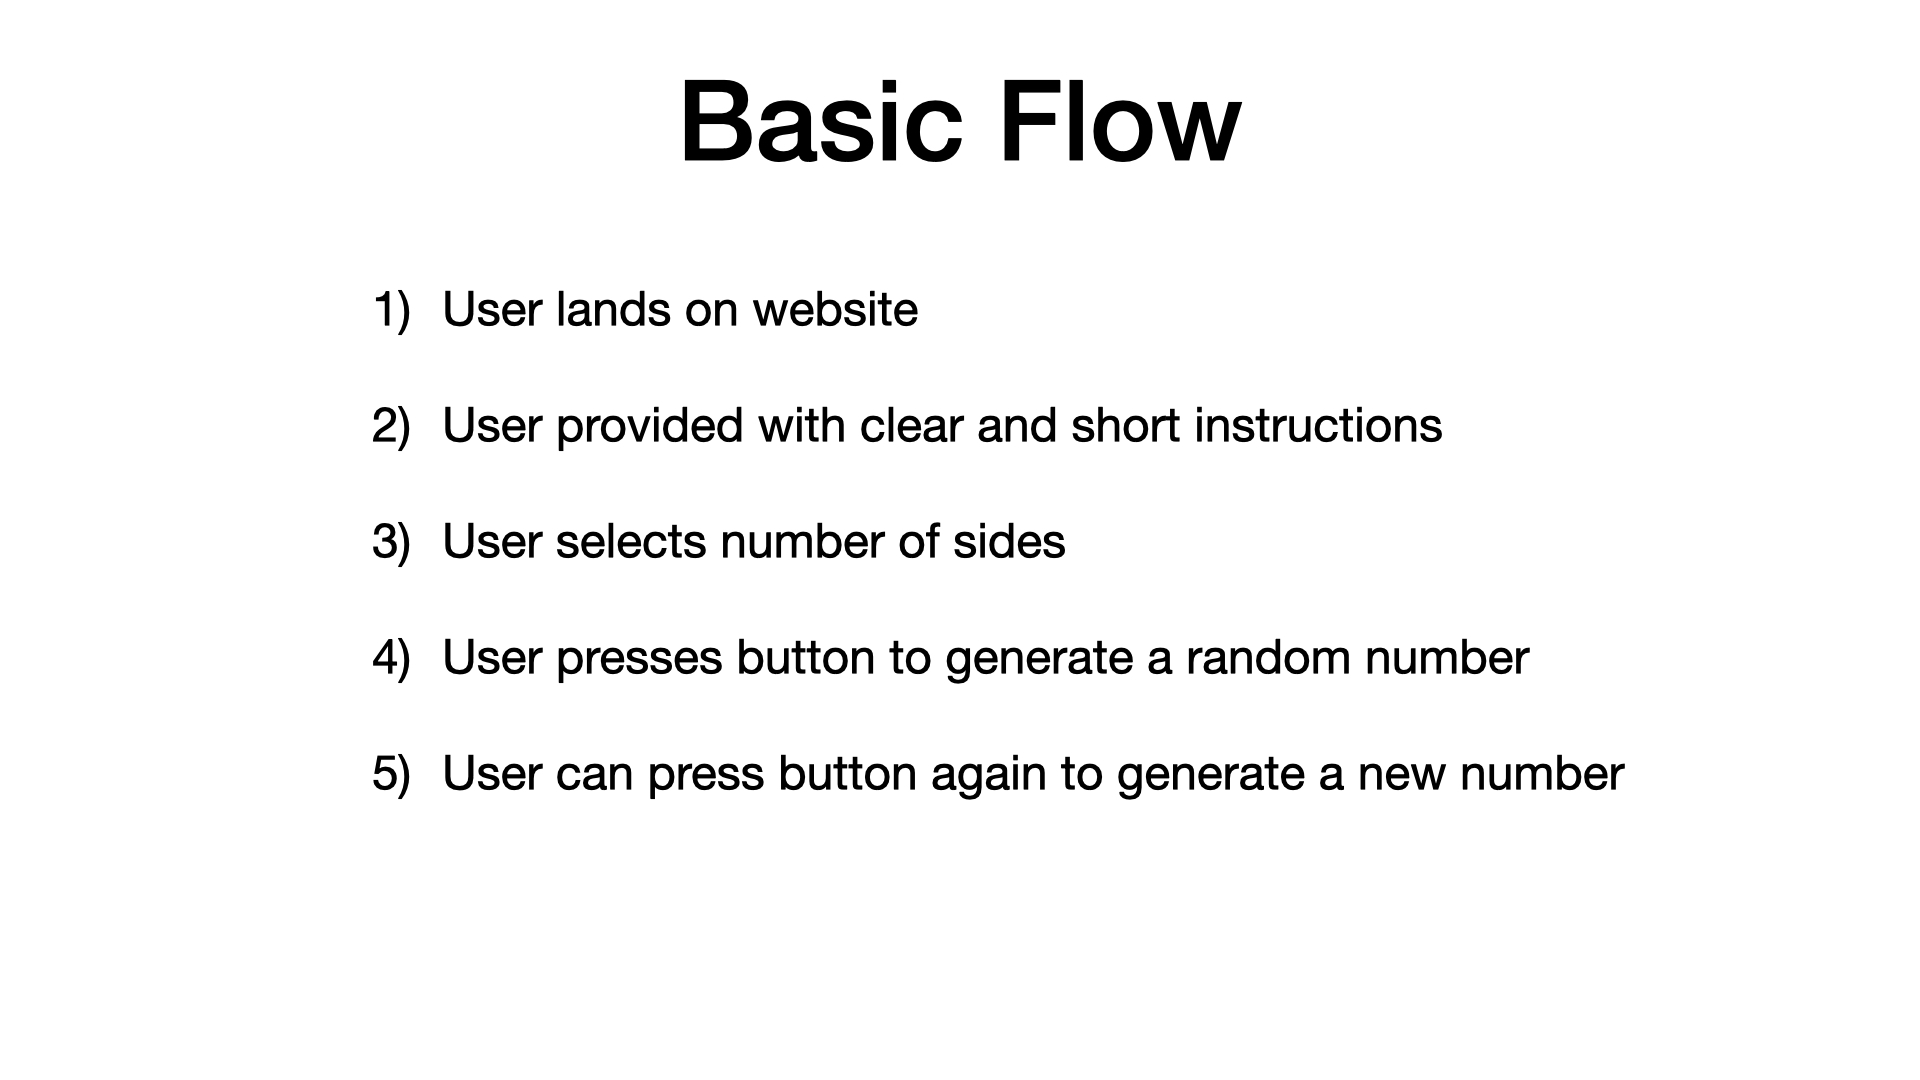 Basic Flow
1) User lands on website
2) User provided with clear and short instructions
3) User selects number of sides
4) User presses button to generate a random number
5) User can press button again to generate a new number